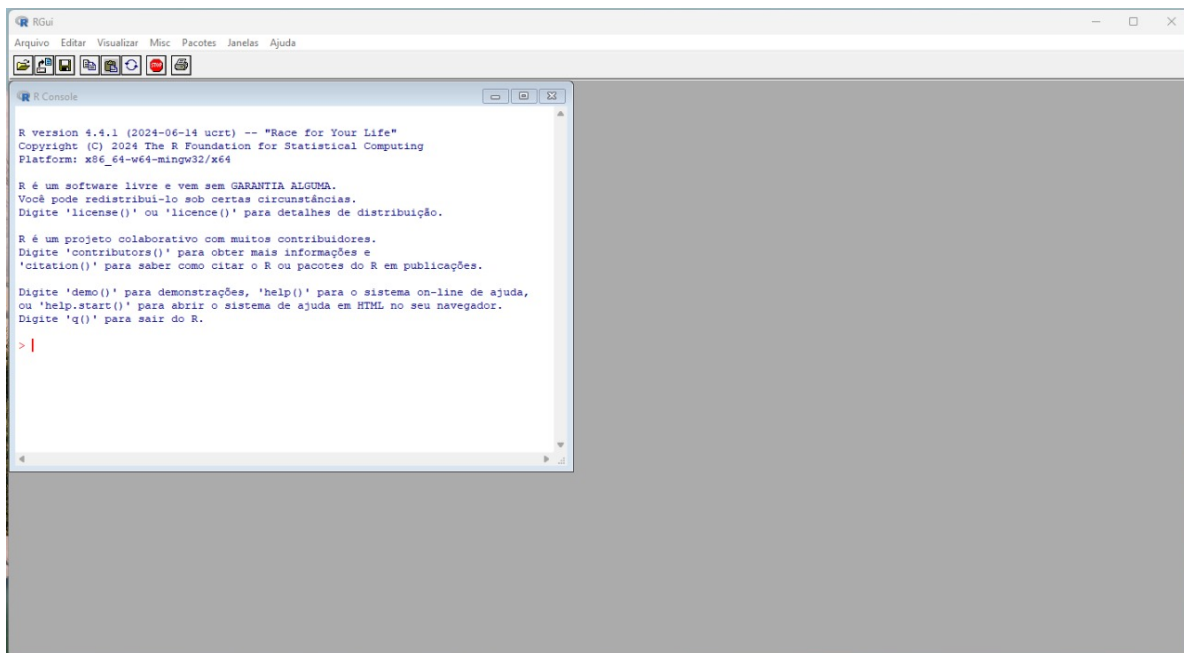 RGui
Arquivo Editar Visualizar Misc Pacotes Janelas Ajuda
STOP
R Console
R version 4.4.1 (2024-06-14 ucrt) -- "Race for Your Life"
Copyright (C) 2024 The R Foundation for Statistical Computing
Platform: x86_64-w64-mingw32/x64
R é um software livre e vem sem GARANTIA ALGUMA.
Você pode redistribuí-lo sob certas circunstâncias.
Digite 'license()' ou 'licence()' para detalhes de distribuição.
R é um projeto colaborativo com muitos contribuidores.
Digite 'contributors()' para obter mais informações e
'citation()' para saber como citar o R ou pacotes do R em publicações.
Digite 'demo()' para demonstrações, 'help()' para o sistema on-line de ajuda,
ou 'help.start()' para abrir o sistema de ajuda em HTML no seu navegador.
Digite 'q()' para sair do R.
>